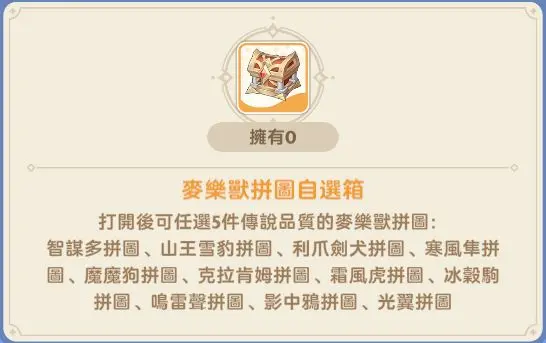 擁有0
麥樂獸拼圖自選箱
打開後可任選5件傳說品質的麥樂獸拼圖：
智謀多拼圖、山王雪豹拼圖、利爪劍犬拼圖、寒風隼拼
圖、魔魔狗拼圖、克拉肯姆拼圖、霜風虎拼圖、冰穀駒
拼圖、鳴雷聲拼圖、影中鴉拼圖、光翼拼圖